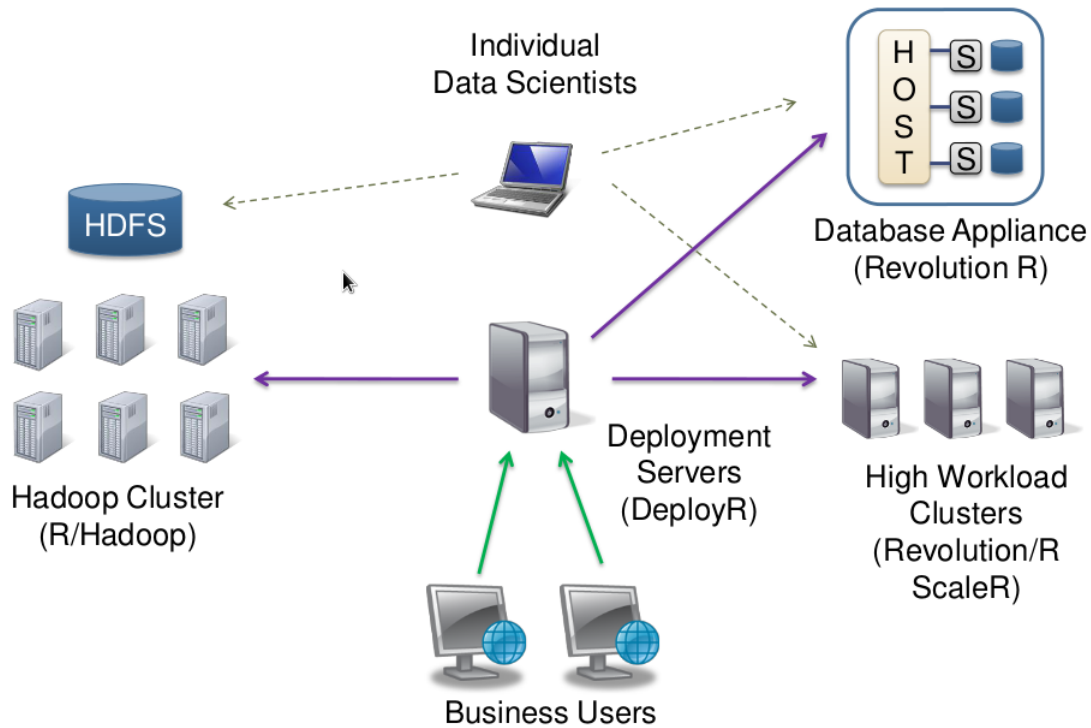 Individual
Data Scientists
H
O
S
T
S
S
S
HDFS
Database Appliance
(Revolution R)
Deployment
Servers
(DeployR)
Hadoop Cluster
(R/Hadoop)
High Workload
Clusters
(Revolution/R
ScaleR)
Business Users